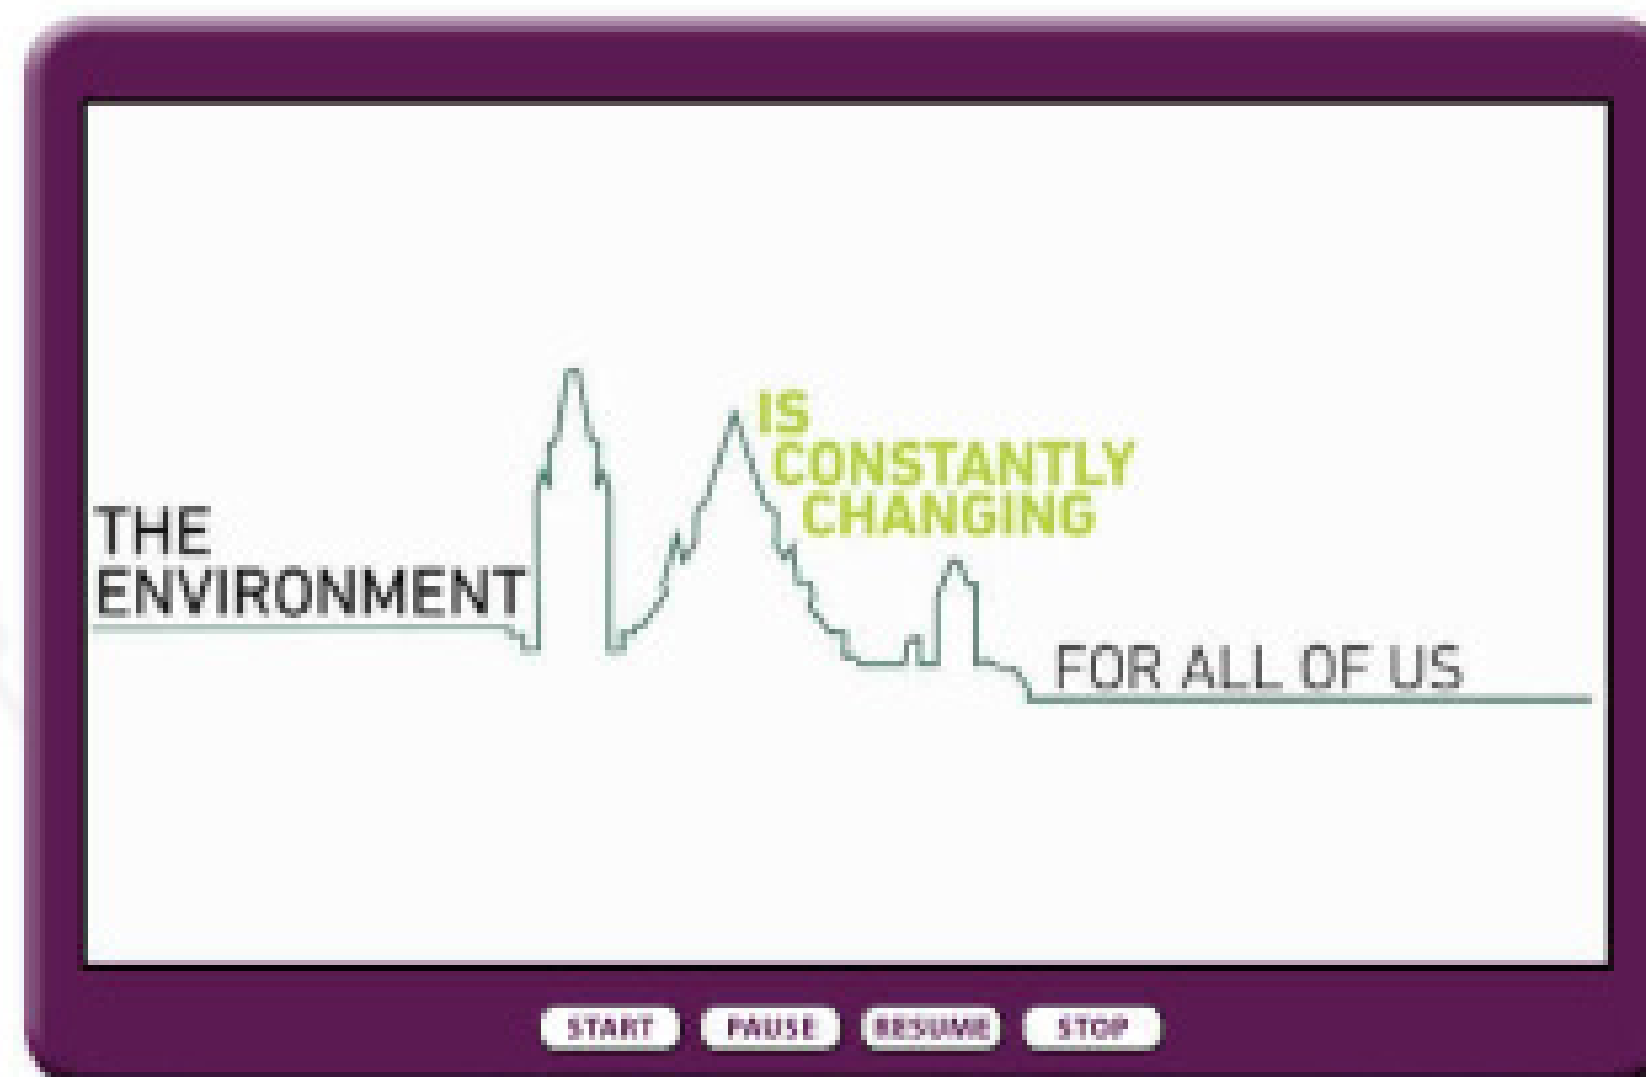 THE
ENVIRONMENT
IS
CONSTANTLY
CHANGING
FOR ALL OF US
START PAUSE RESUME STOP